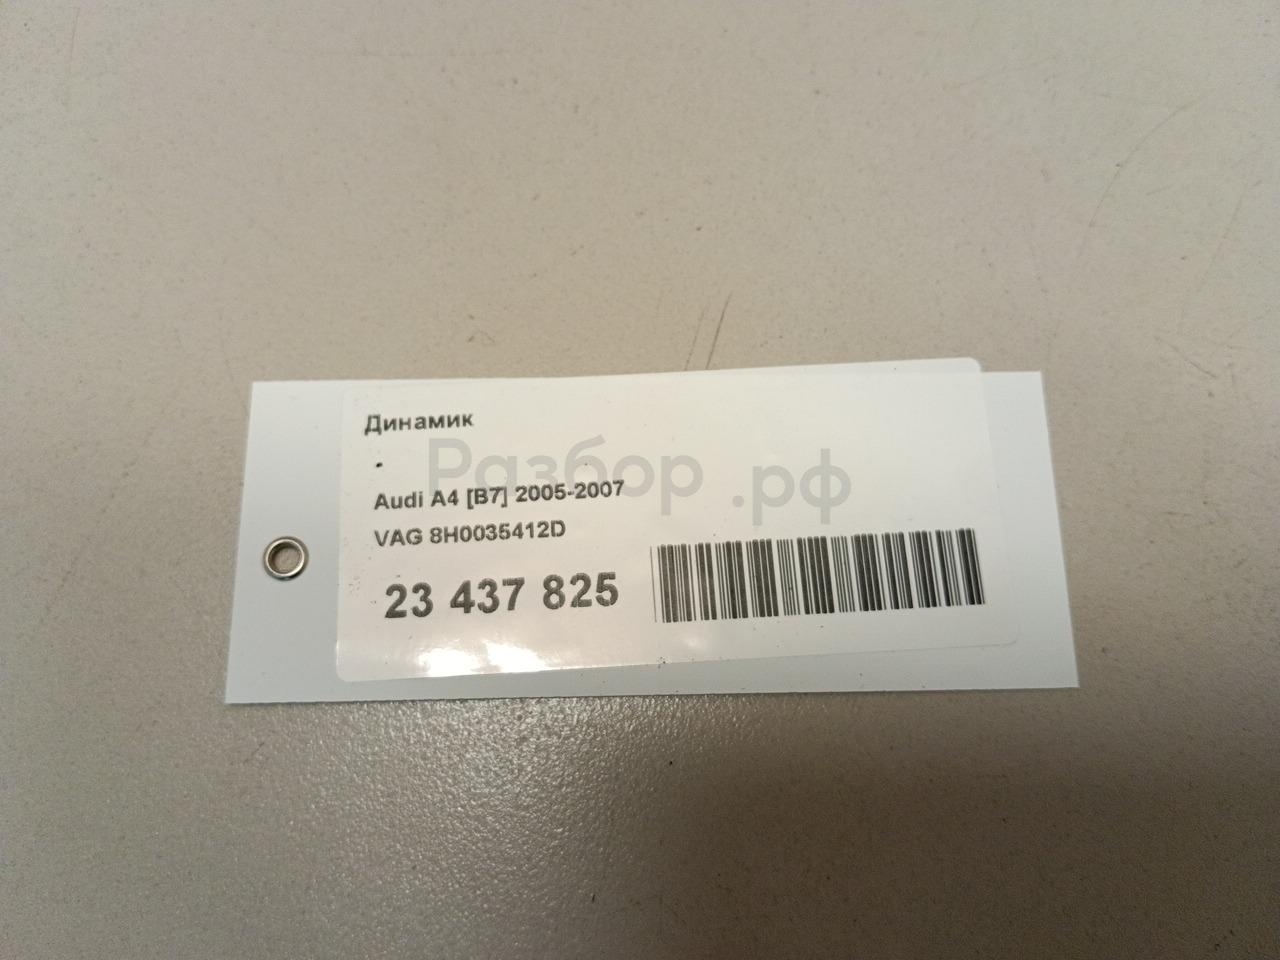 Динамик
.
Разбор.рф
Audi A4 [B7] 2005-2007
VAG 8H0035412D
23 437 825